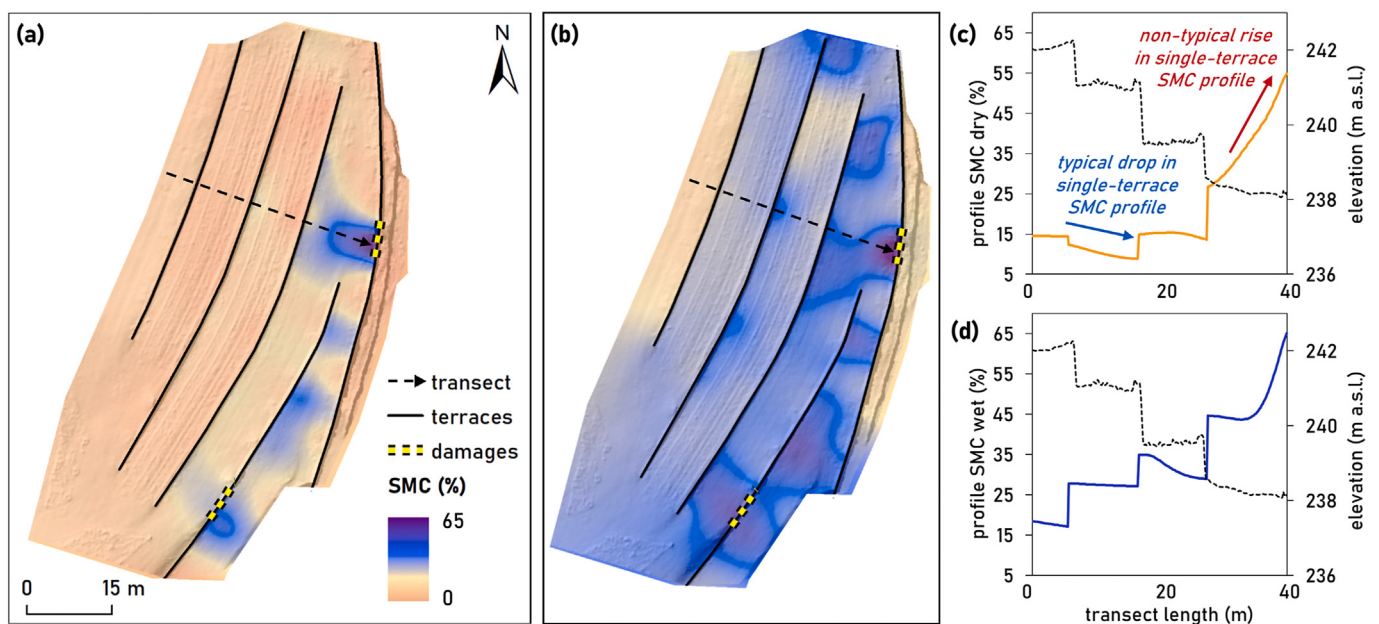 (a)
N
transect
terraces
damages
SMC (%)
65
0
0 15 m
(b)
(c)
profile SMC dry (%)
65
55
45
35
25
15
5
non-typical rise
in single-terrace
SMC profile
typical drop in
single-terrace
SMC profile
242
240
238
236
elevation (m a.s.l.)
0 20 40
(d)
profile SMC wet (%)
65
55
45
35
25
15
5
242
240
238
236
elevation (m a.s.l.)
0 20 40
transect length (m)